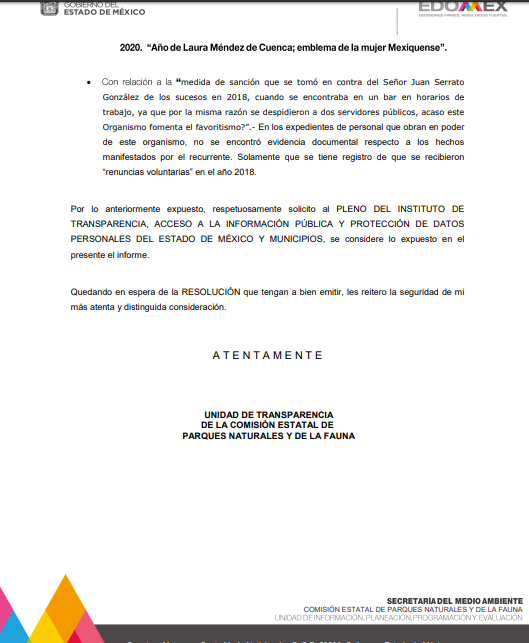 GOBIERNO DEL
ESTADO DE MÉXICO
EDOMEX
DECISIONES FIRMES, RESULTADOS FUERTES.
2020. “Año de Laura Méndez de Cuenca; emblema de la mujer Mexiquense”.
• Con relación a la “medida de sanción que se tomó en contra del Señor Juan Serrato
González de los sucesos en 2018, cuando se encontraba en un bar en horarios de
trabajo, ya que por la misma razón se despidieron a dos servidores públicos, acaso este
Organismo fomenta el favoritismo?”.- En los expedientes de personal que obran en poder
de este organismo, no se encontró evidencia documental respecto a los hechos
manifestados por el recurrente. Solamente que se tiene registro de que se recibieron
“renuncias voluntarias” en el año 2018.
Por lo anteriormente expuesto, respetuosamente solicito al PLENO DEL INSTITUTO DE
TRANSPARENCIA, ACCESO A LA INFORMACIÓN PÚBLICA Y PROTECCIÓN DE DATOS
PERSONALES DEL ESTADO DE MÉXICO Y MUNICIPIOS, se considere lo expuesto en el
presente el informe.
Quedando en espera de la RESOLUCIÓN que tengan a bien emitir, les reitero la seguridad de mi
más atenta y distinguida consideración.
A T E N T A M E N T E
UNIDAD DE TRANSPARENCIA
DE LA COMISIÓN ESTATAL DE
PARQUES NATURALES Y DE LA FAUNA
SECRETARÍA DEL MEDIO AMBIENTE
COMISIÓN ESTATAL DE PARQUES NATURALES Y DE LA FAUNA
UNIDAD DE INFORMACIÓN, PLANEACIÓN, PROGRAMACIÓN Y EVALUACIÓN